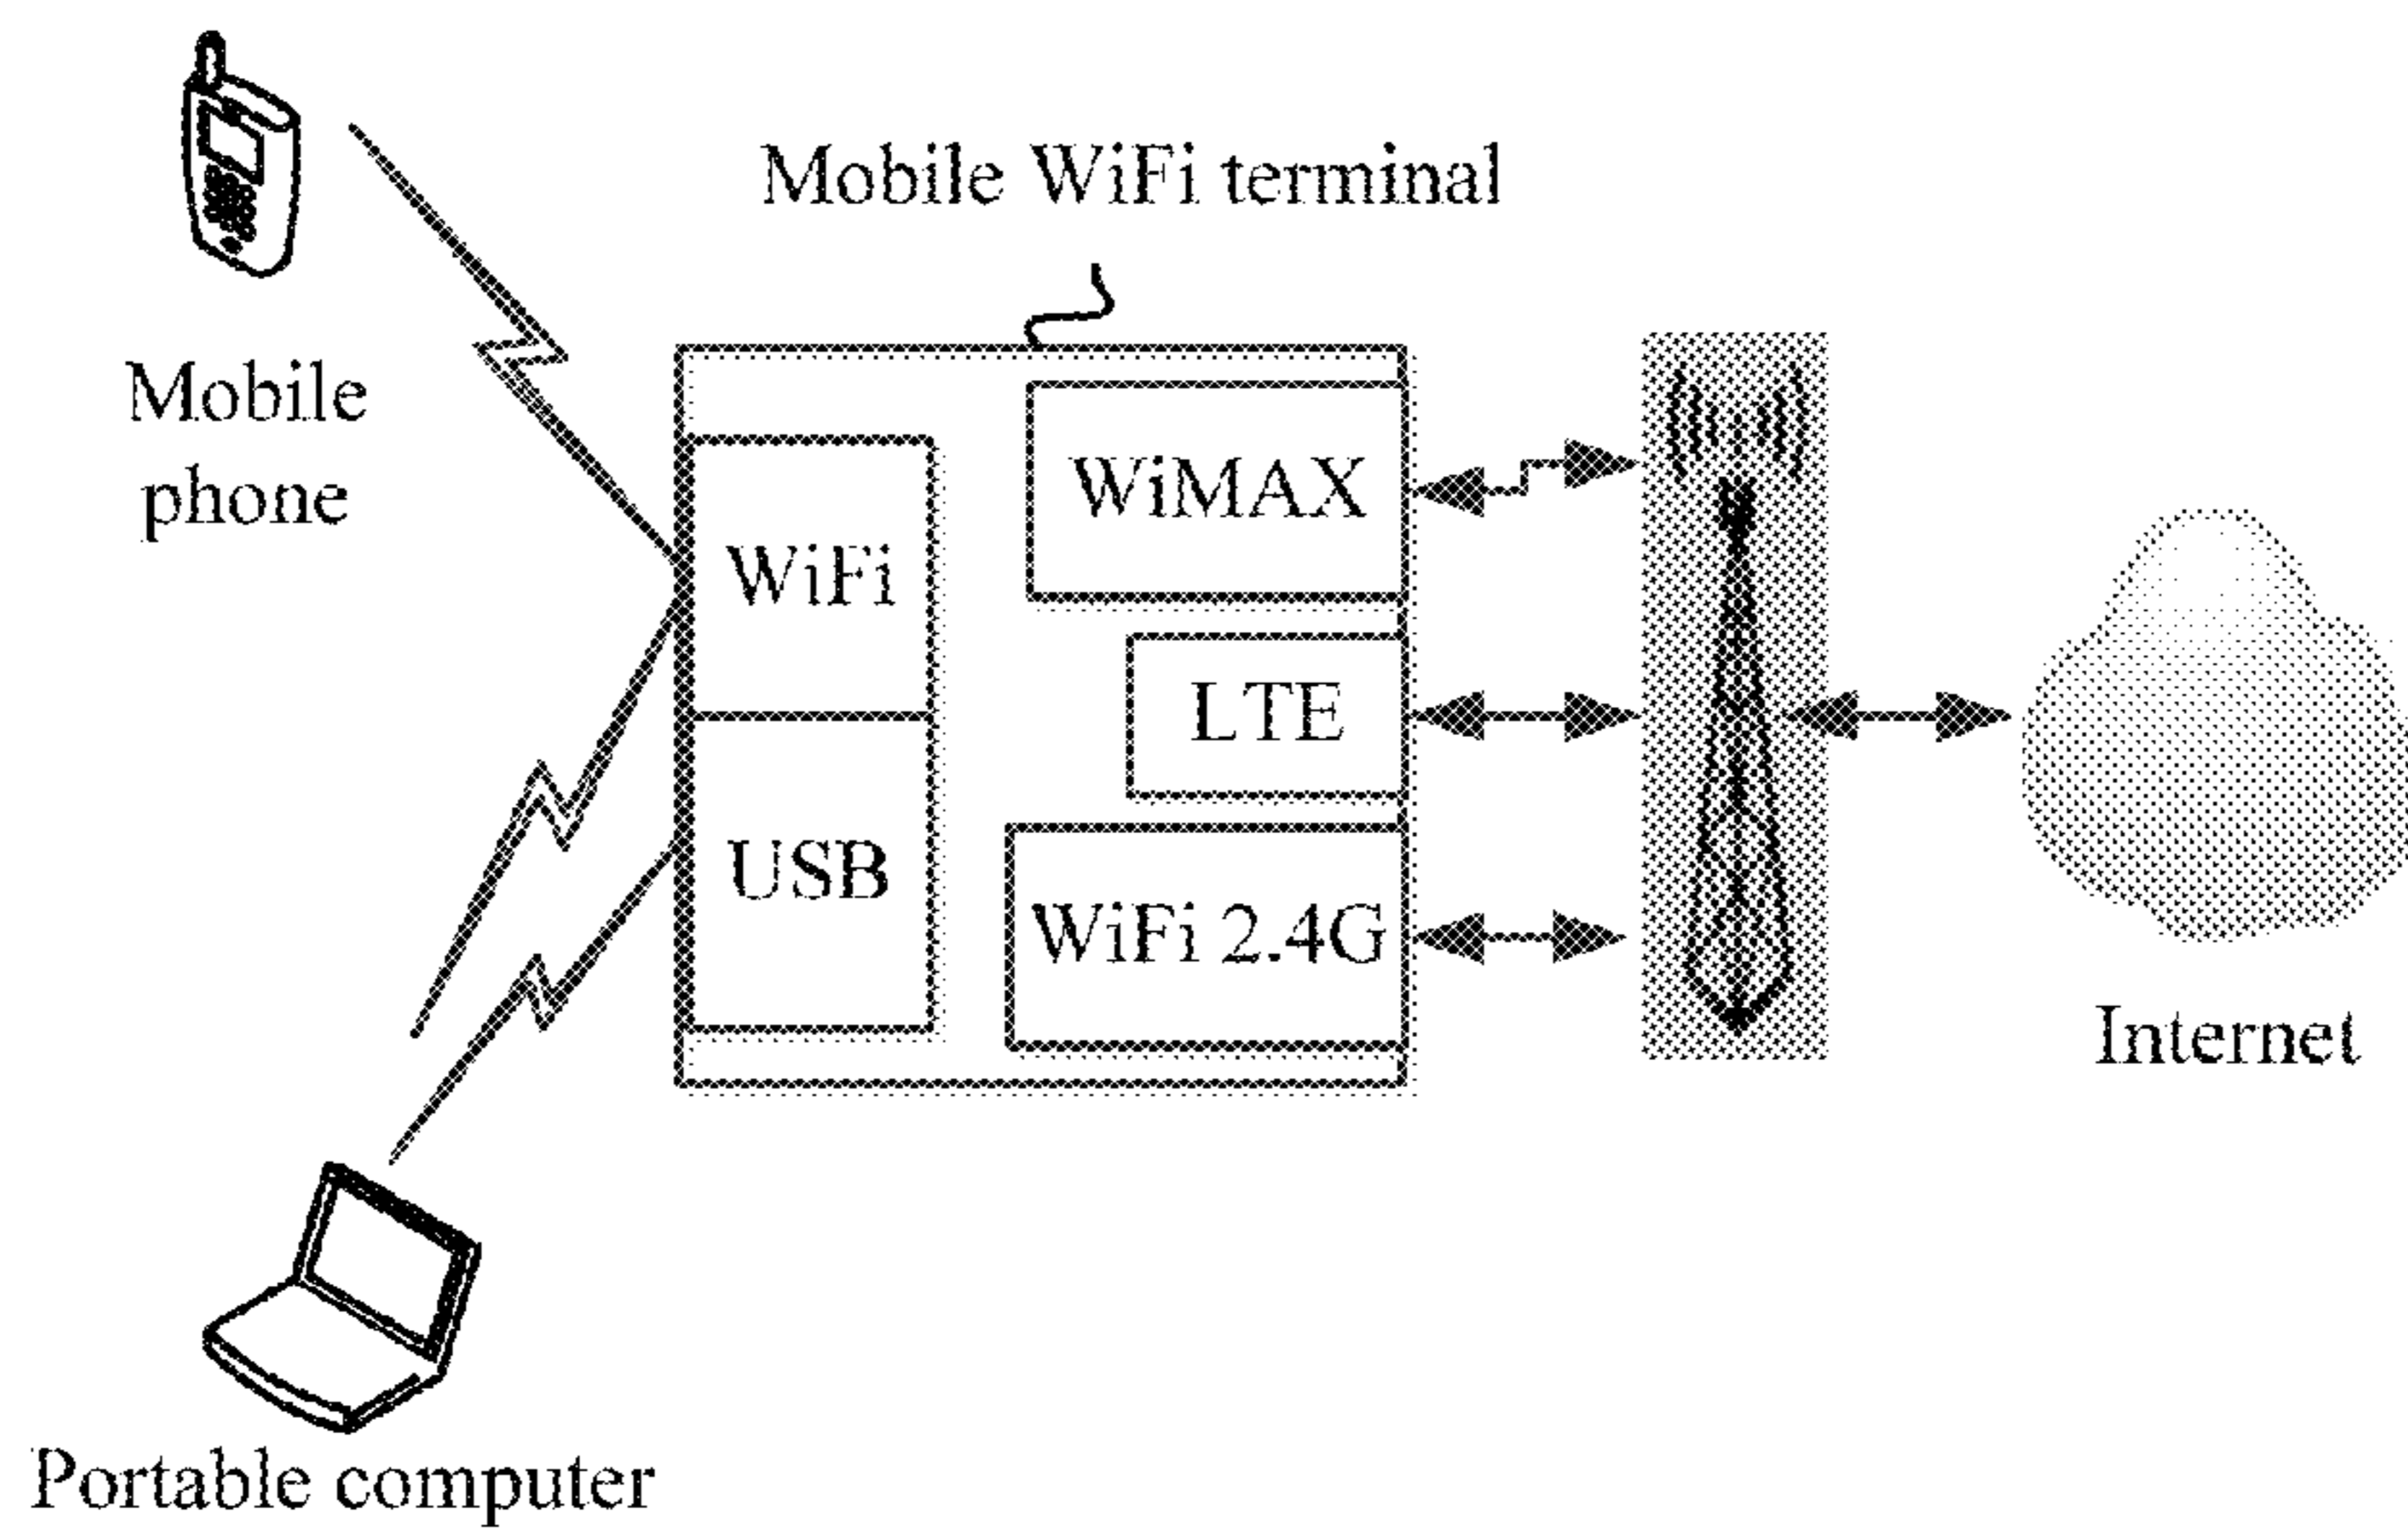 Mobile WiFi terminal
Mobile
phone
WiMAX
WiFi
LTE
USB
WiFi 2.4G
Internet
Portable computer